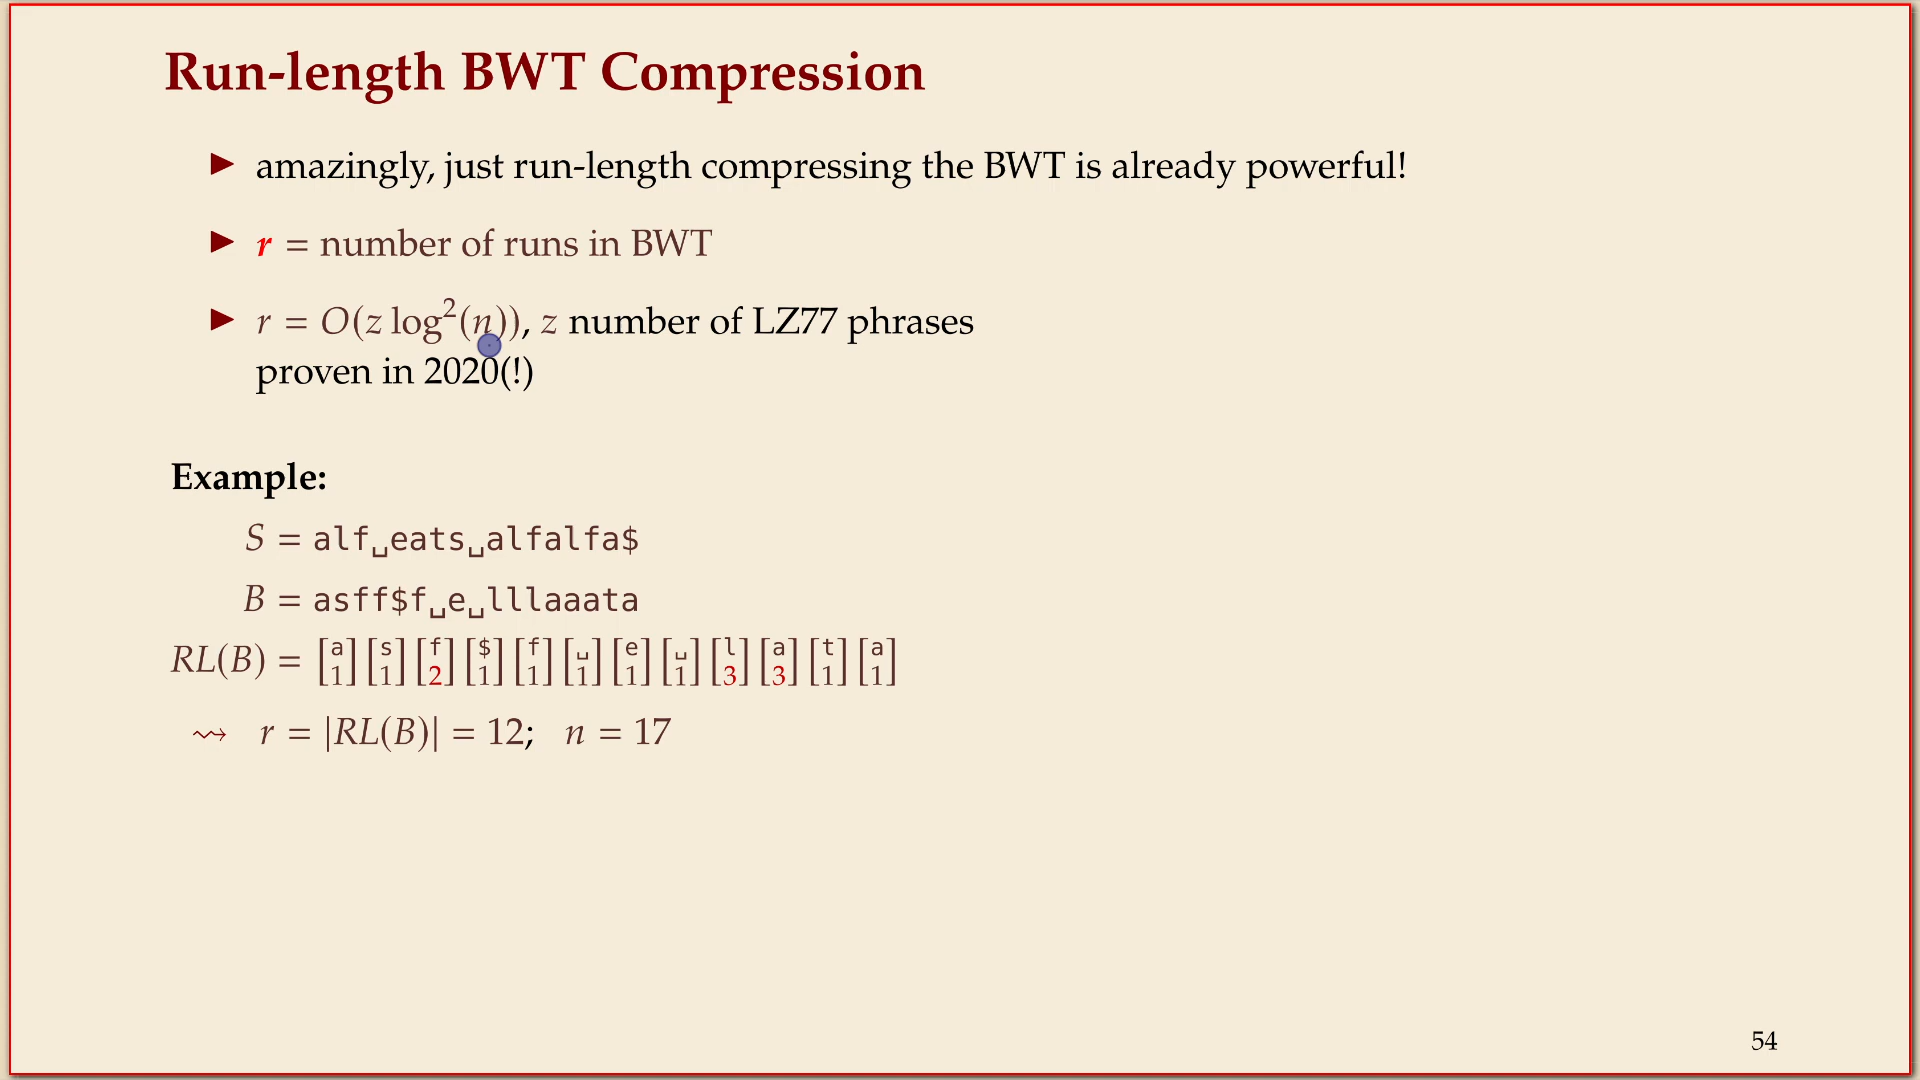 Run-length BWT Compression
▶ amazingly, just run-length compressing the BWT is already powerful!
▶ r = number of runs in BWT
▶ r = O(z log²(n)), z number of LZ77 phrases
proven in 2020(!)
Example:
S = alf␣eats␣alfalfa$
B = asff$f␣e␣lllaaata
RL(B) = [a 1] [s 1] [f 2] [$ 1] [f 1] [␣ 1] [e 1] [␣ 1] [l 3] [a 3] [t 1] [a 1]
⇝ r = |RL(B)| = 12; n = 17
54